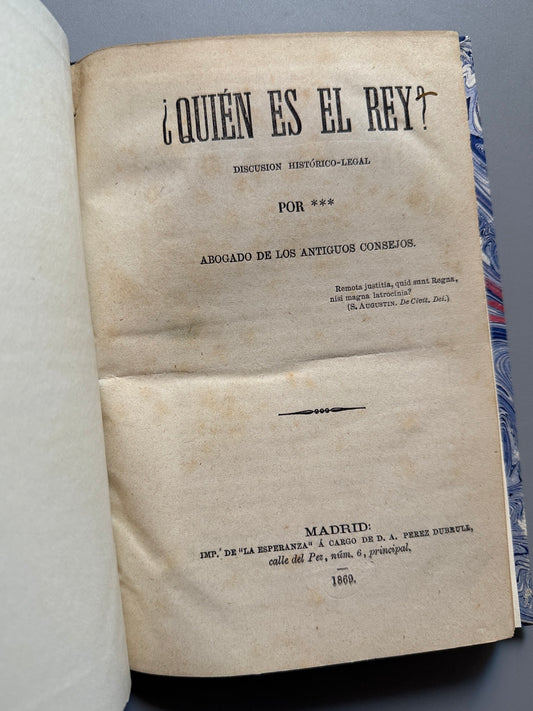 ¿QUIÉN ES EL REY?
DISCUSION HISTÓRICO-LEGAL
POR ***
ABOGADO DE LOS ANTIGUOS CONSEJOS.
Remota justitia, quid sunt Regna,
nisi magna latrocinia?
(S. AUGUSTIN. De Civit. Dei.)
MADRID:
IMP. DE "LA ESPERANZA" Á CARGO DE D. A. PEREZ DUBRULL,
calle del Pez, núm. 6, principal,
1869.